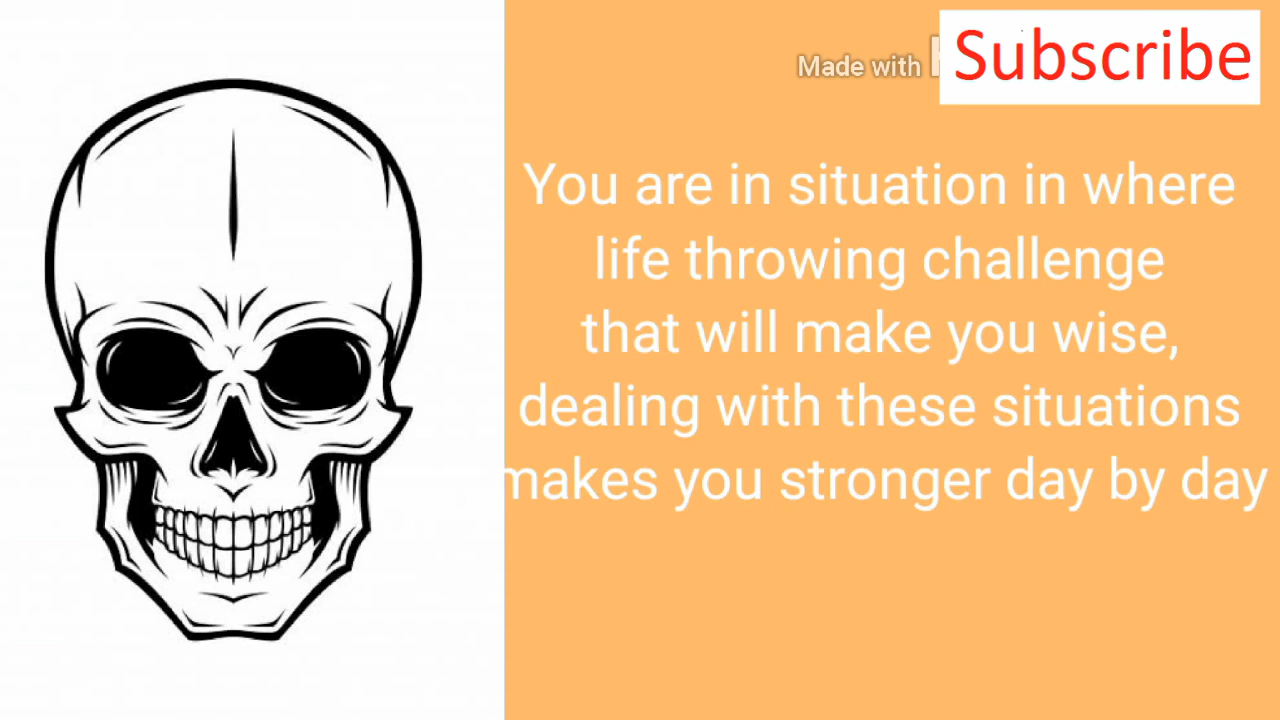 Made with
Subscribe
You are in situation in where
life throwing challenge
that will make you wise,
dealing with these situations
makes you stronger day by day